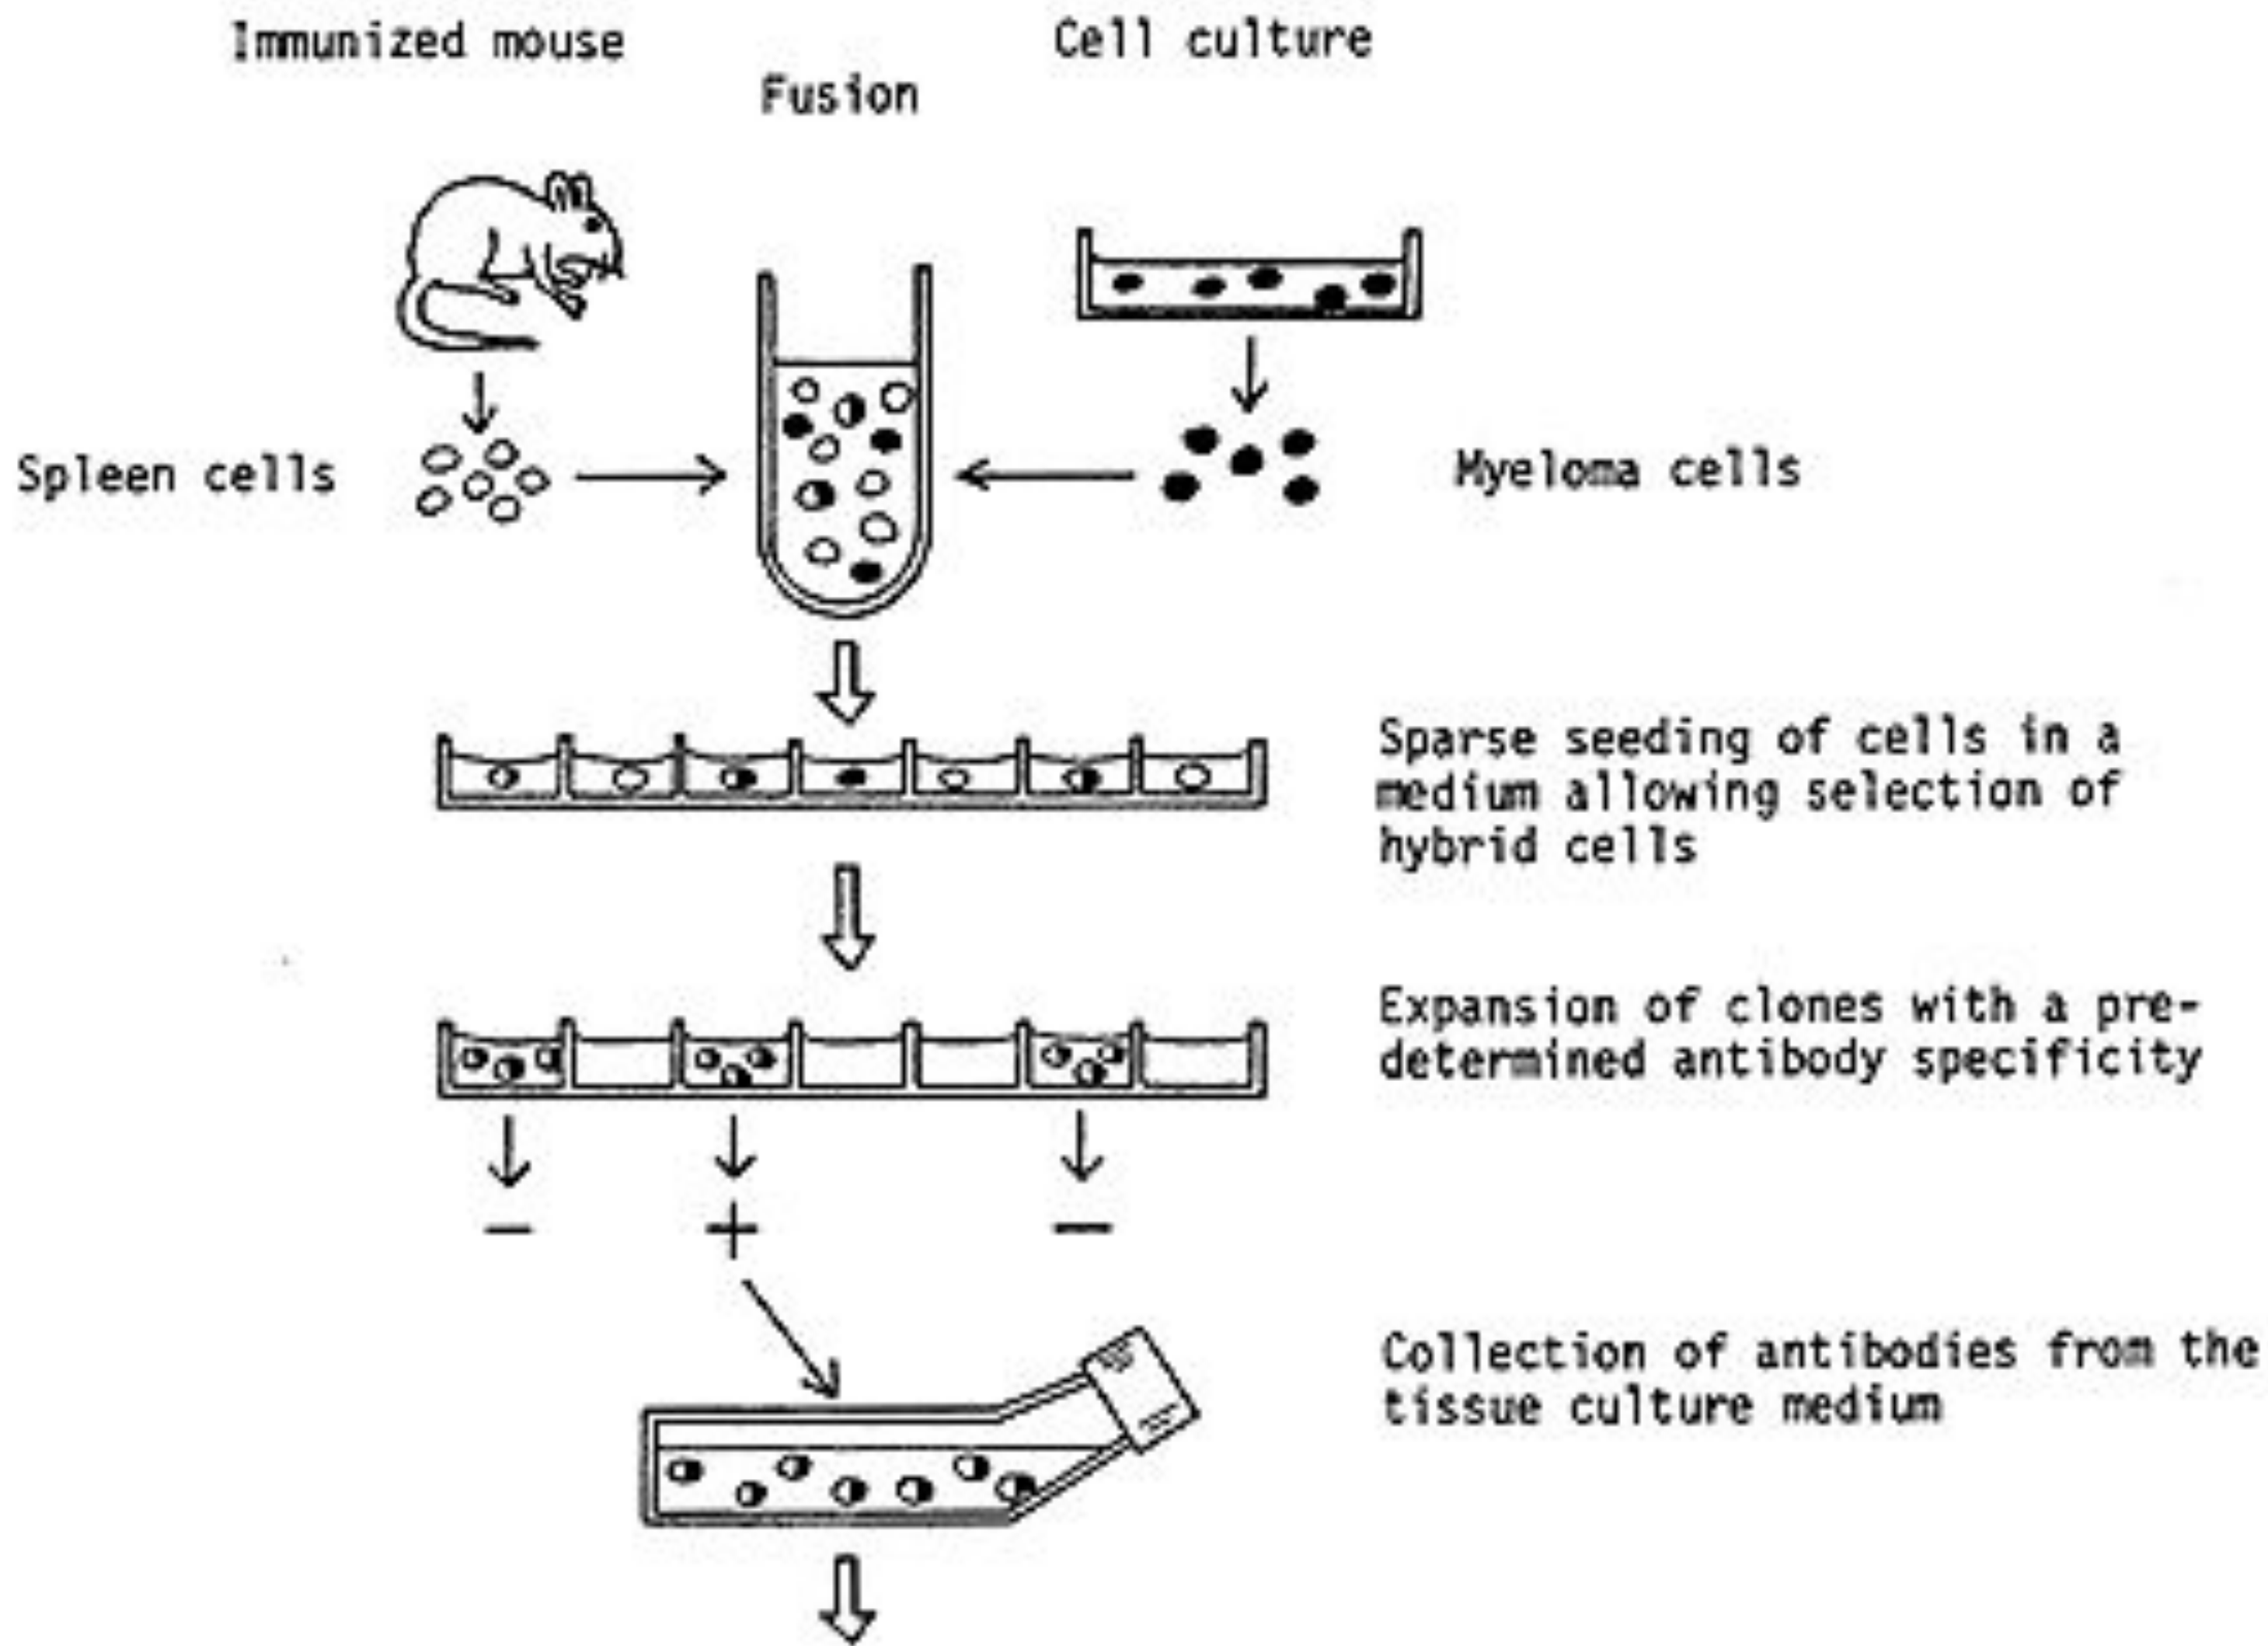 Immunized mouse
Cell culture
Fusion
Spleen cells
Myeloma cells
Sparse seeding of cells in a
medium allowing selection of
hybrid cells
Expansion of clones with a pre-
determined antibody specificity
−
+
−
Collection of antibodies from the
tissue culture medium